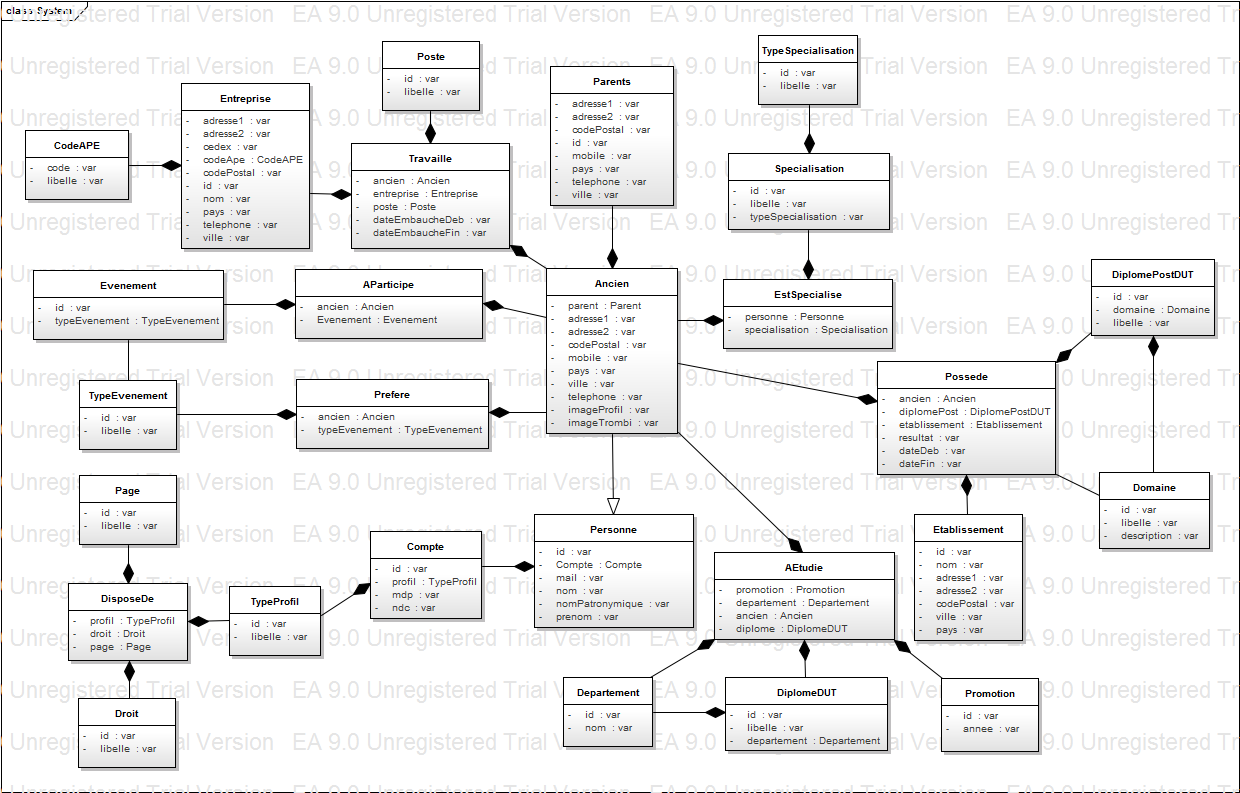 class System
EA 9.0 Unregistered Trial Version
Poste
- id : var
- libelle : var
TypeSpecialisation
- id : var
- libelle : var
Parents
- adresse1 : var
- adresse2 : var
- codePostal : var
- id : var
- mobile : var
- pays : var
- telephone : var
- ville : var
Entreprise
- adresse1 : var
- adresse2 : var
- cedex : var
- codeApe : CodeAPE
- codePostal : var
- id : var
- nom : var
- pays : var
- telephone : var
- ville : var
CodeAPE
- code : var
- libelle : var
Travaille
- ancien : Ancien
- entreprise : Entreprise
- poste : Poste
- dateEmbaucheDeb : var
- dateEmbaucheFin : var
Specialisation
- id : var
- libelle : var
- typeSpecialisation : var
Evenement
- id : var
- typeEvenement : TypeEvenement
AParticipe
- ancien : Ancien
- Evenement : Evenement
Ancien
- parent : Parent
- adresse1 : var
- adresse2 : var
- codePostal : var
- mobile : var
- pays : var
- ville : var
- telephone : var
- imageProfil : var
- imageTrombi : var
EstSpecialise
- personne : Personne
- specialisation : Specialisation
DiplomePostDUT
- id : var
- domaine : Domaine
- libelle : var
TypeEvenement
- id : var
- libelle : var
Prefere
- ancien : Ancien
- typeEvenement : TypeEvenement
Possede
- ancien : Ancien
- diplomePost : DiplomePostDUT
- etablissement : Etablissement
- resultat : var
- dateDeb : var
- dateFin : var
Page
- id : var
- libelle : var
Domaine
- id : var
- libelle : var
- description : var
Compte
- id : var
- profil : TypeProfil
- mdp : var
- ndc : var
Personne
- id : var
- Compte : Compte
- mail : var
- nom : var
- nomPatronymique : var
- prenom : var
Etablissement
- id : var
- nom : var
- adresse1 : var
- adresse2 : var
- codePostal : var
- ville : var
- pays : var
AEtudie
- promotion : Promotion
- departement : Departement
- ancien : Ancien
- diplome : DiplomeDUT
DisposeDe
- profil : TypeProfil
- droit : Droit
- page : Page
TypeProfil
- id : var
- libelle : var
Departement
- id : var
- nom : var
DiplomeDUT
- id : var
- libelle : var
- departement : Departement
Promotion
- id : var
- annee : var
Droit
- id : var
- libelle : var